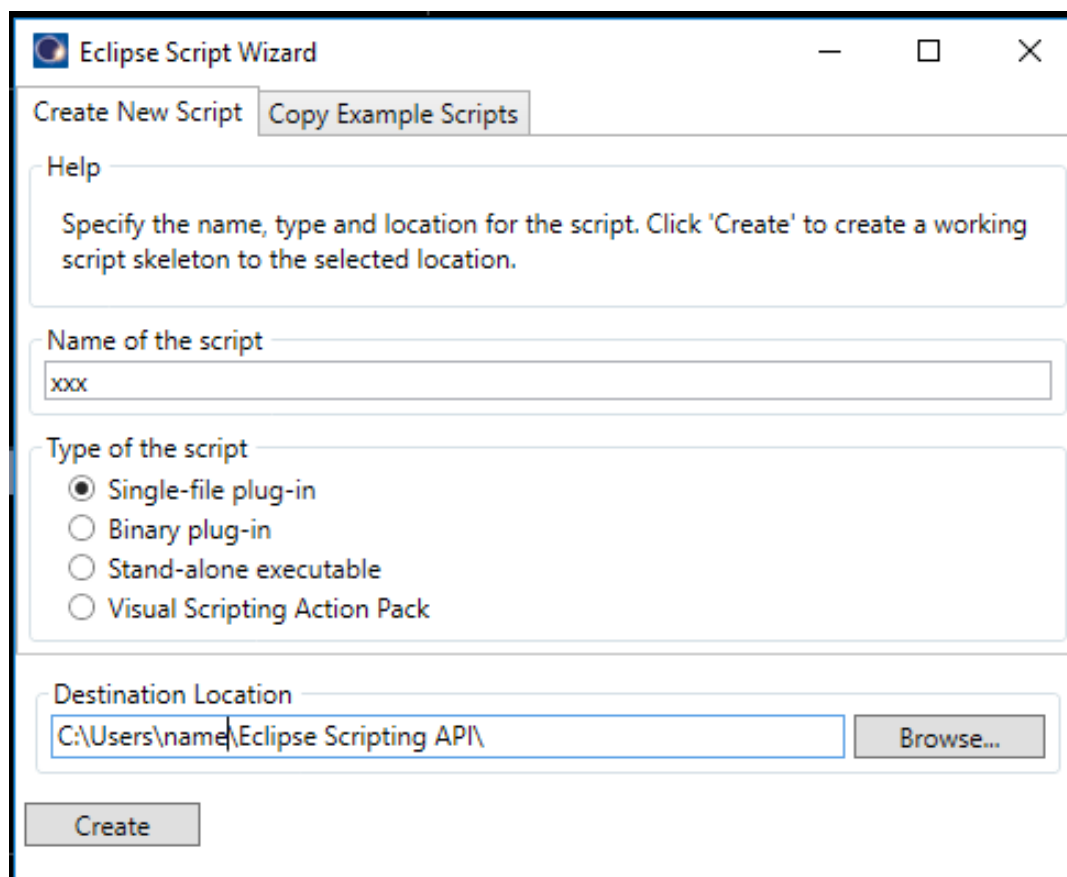 Eclipse Script Wizard
Create New Script
Copy Example Scripts
Help
Specify the name, type and location for the script. Click 'Create' to create a working
script skeleton to the selected location.
Name of the script
xxx
Type of the script
Single-file plug-in
Binary plug-in
Stand-alone executable
Visual Scripting Action Pack
Destination Location
C:\Users\name\Eclipse Scripting API\
Browse...
Create